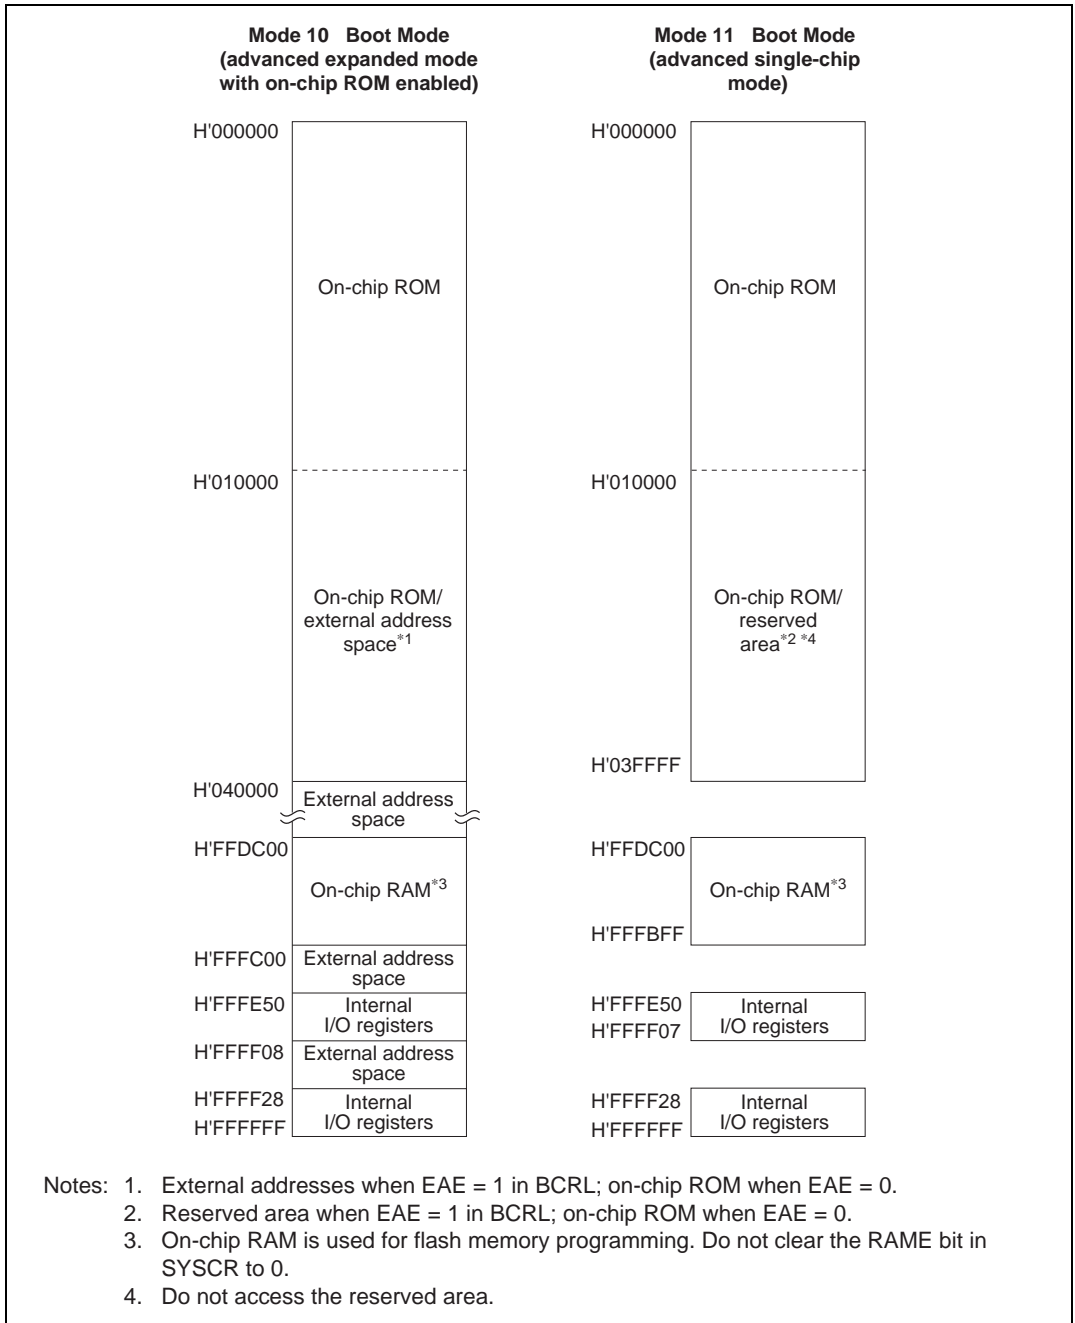 Mode 10 Boot Mode
(advanced expanded mode
with on-chip ROM enabled)
H'000000
On-chip ROM
H'010000
On-chip ROM/
external address
space*1
H'040000
External address
space
H'FFDC00
On-chip RAM*3
H'FFFC00
External address
space
H'FFFE50
Internal
I/O registers
H'FFFF08
External address
space
H'FFFF28
Internal
I/O registers
H'FFFFFF
Mode 11 Boot Mode
(advanced single-chip
mode)
H'000000
On-chip ROM
H'010000
On-chip ROM/
reserved
area*2 *4
H'03FFFF
H'FFDC00
On-chip RAM*3
H'FFFBFF
H'FFFE50
Internal
I/O registers
H'FFFF07
H'FFFF28
Internal
I/O registers
H'FFFFFF
Notes: 1. External addresses when EAE = 1 in BCRL; on-chip ROM when EAE = 0.
2. Reserved area when EAE = 1 in BCRL; on-chip ROM when EAE = 0.
3. On-chip RAM is used for flash memory programming. Do not clear the RAME bit in
SYSCR to 0.
4. Do not access the reserved area.